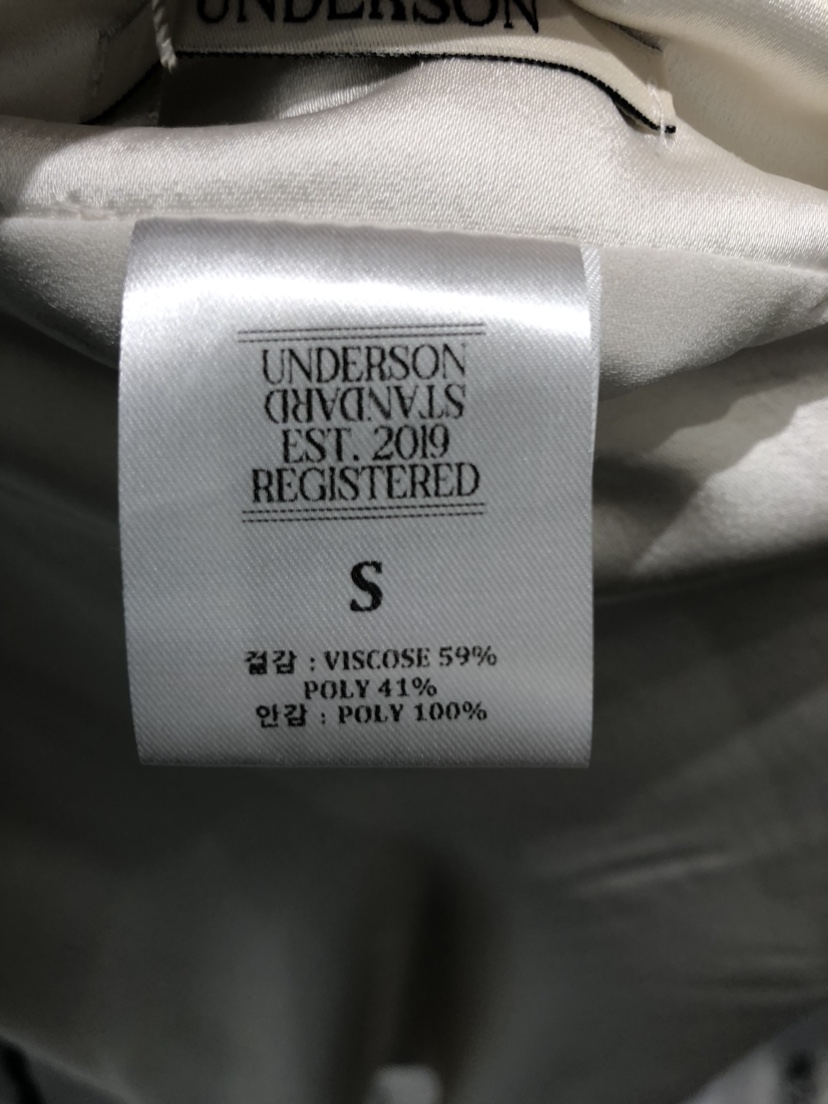 UNDERSON
UNDERSON
STANDARD
EST. 2019
REGISTERED
S
겉감 : VISCOSE 59%
POLY 41%
안감 : POLY 100%